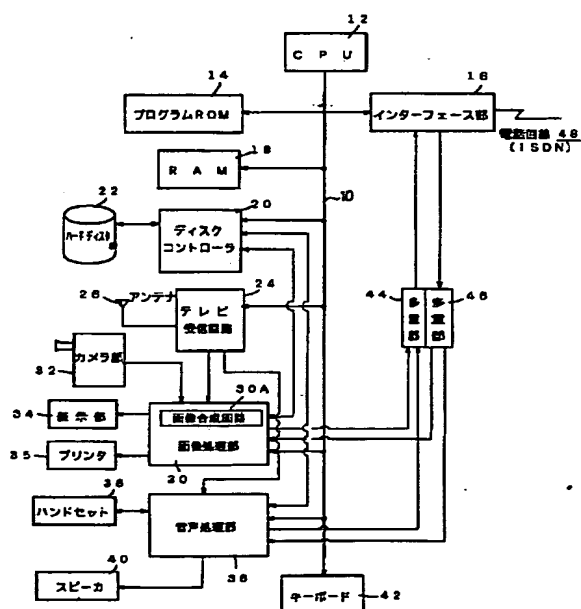 12
CPU
14
プログラムROM
16
インターフェース部
電話回線 48
(ISDN)
18
RAM
10
22
ハードディスク
20
ディスク
コントローラ
26
アンテナ
24
テレビ
受信回路
44
多重部
46
多重部
カメラ部
32
30A
画像合成回路
画像処理部
30
34
表示部
35
プリンタ
38
ハンドセット
音声処理部
36
40
スピーカ
キーボード
42